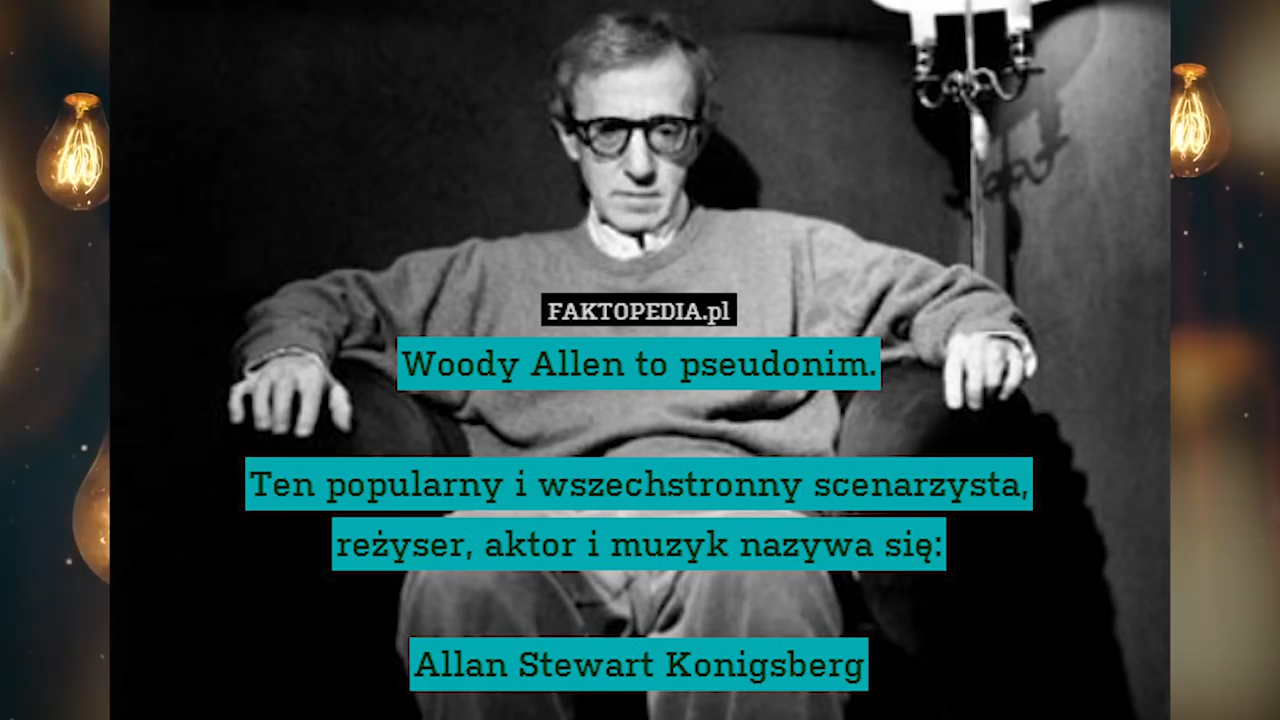 FAKTOPEDIA.pl
Woody Allen to pseudonim.
Ten popularny i wszechstronny scenarzysta,
reżyser, aktor i muzyk nazywa się:
Allan Stewart Konigsberg